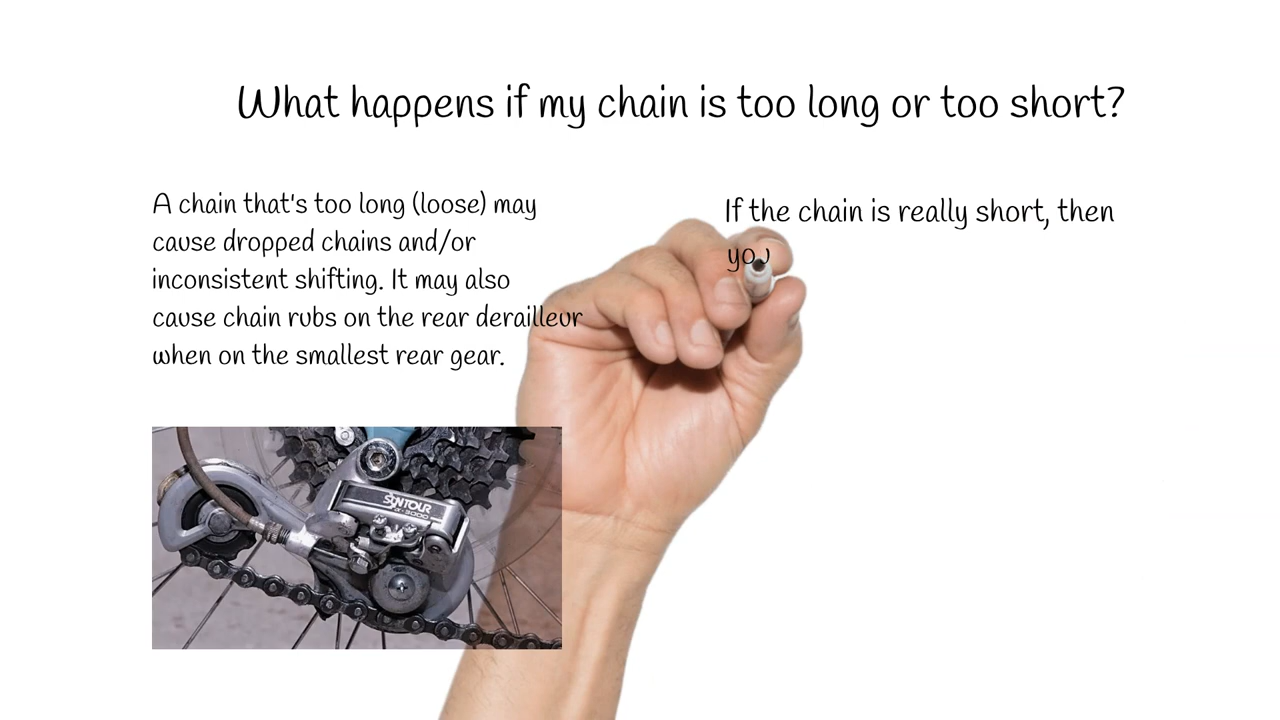 What happens if my chain is too long or too short?
A chain that's too long (loose) may
cause dropped chains and/or
inconsistent shifting. It may also
cause chain rubs on the rear derailleur
when on the smallest rear gear.
If the chain is really short, then
you
SUNTOUR